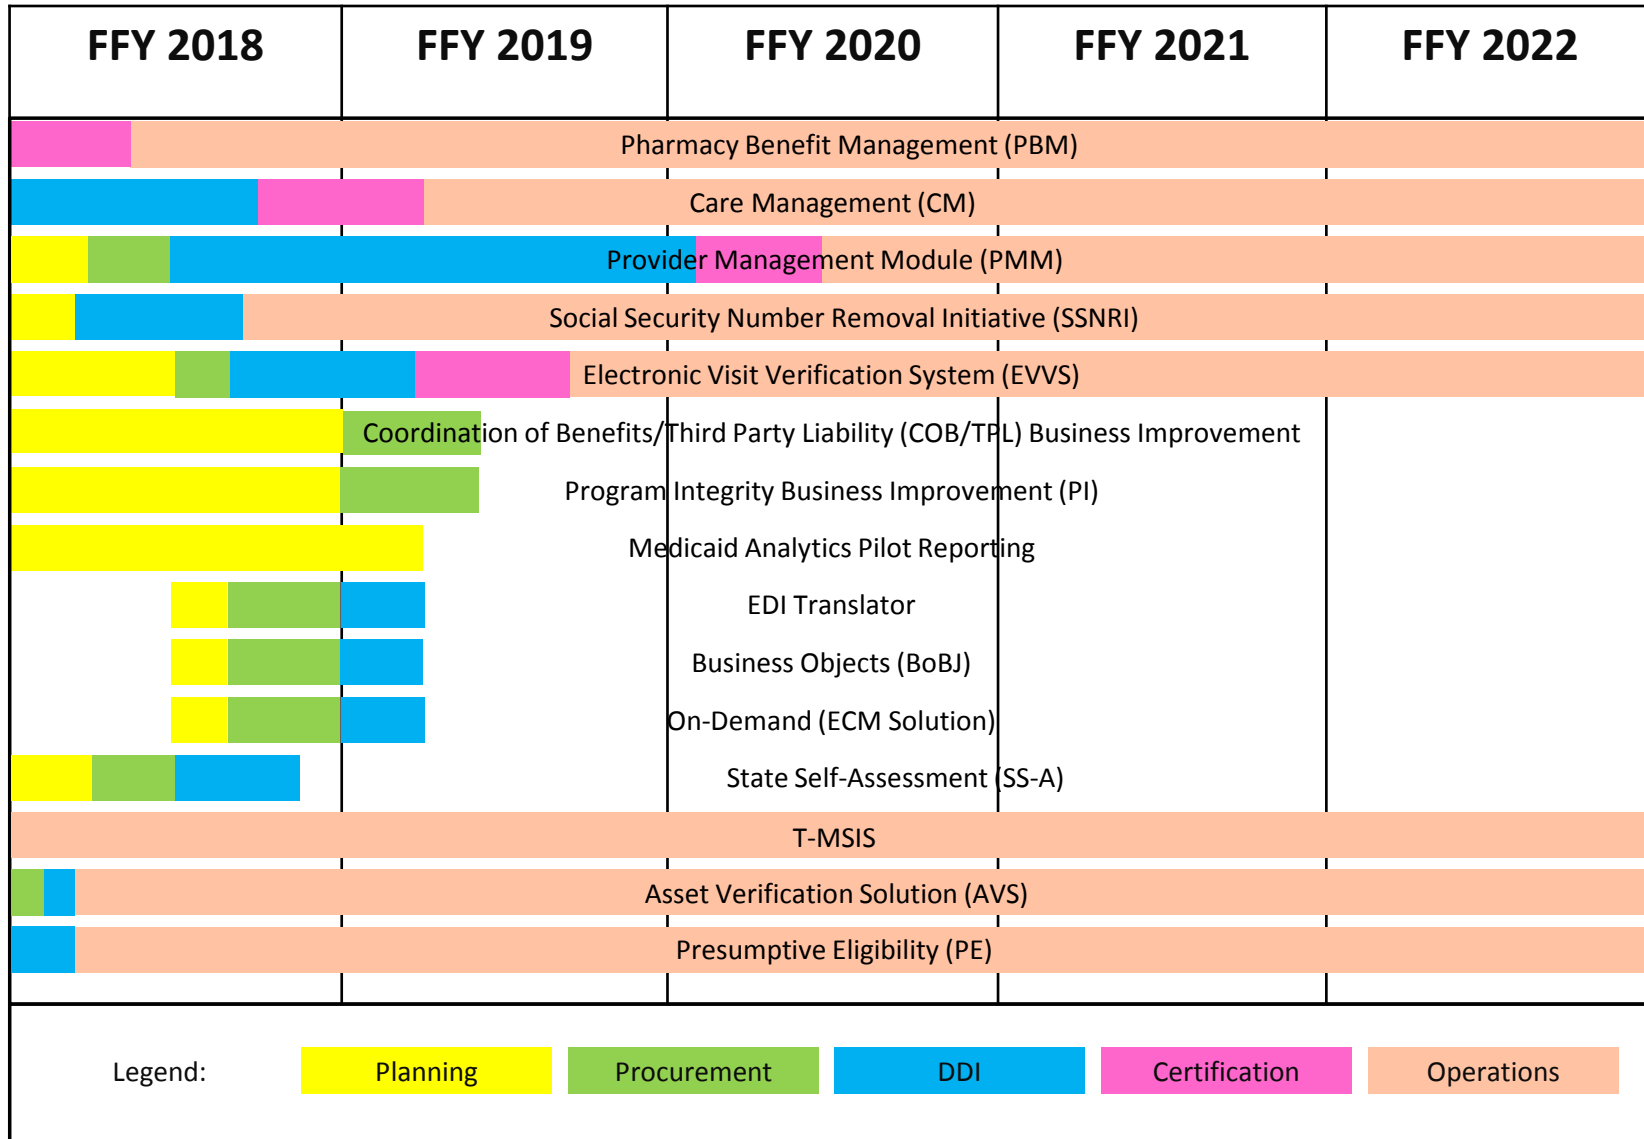 FFY 2018 FFY 2019 FFY 2020 FFY 2021 FFY 2022
Pharmacy Benefit Management (PBM)
Care Management (CM)
Provider Management Module (PMM)
Social Security Number Removal Initiative (SSNRI)
Electronic Visit Verification System (EVVS)
Coordination of Benefits/Third Party Liability (COB/TPL) Business Improvement
Program Integrity Business Improvement (PI)
Medicaid Analytics Pilot Reporting
EDI Translator
Business Objects (BoBJ)
On-Demand (ECM Solution)
State Self-Assessment (SS-A)
T-MSIS
Asset Verification Solution (AVS)
Presumptive Eligibility (PE)
Legend: Planning Procurement DDI Certification Operations